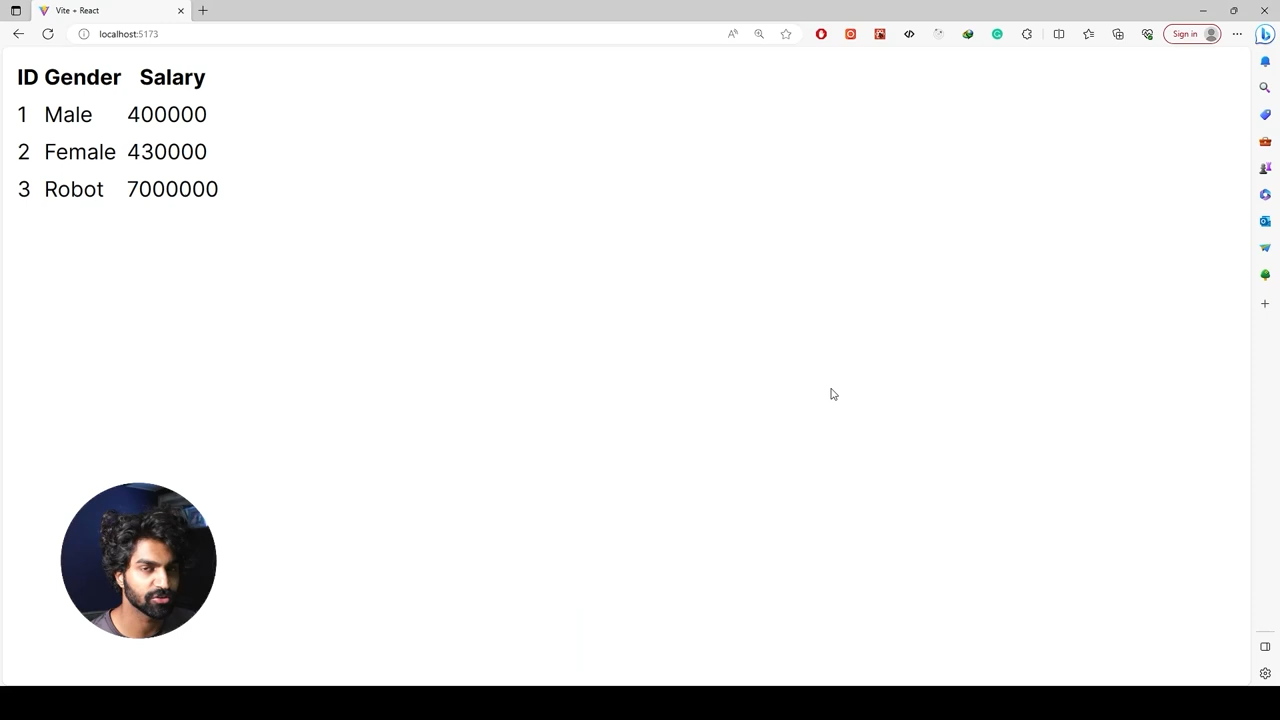 Vite + React
localhost:5173
Sign in
ID Gender Salary
1 Male 400000
2 Female 430000
3 Robot 7000000